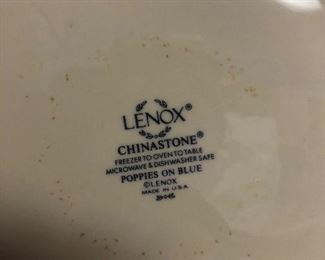 LENOX®
CHINASTONE®
FREEZER TO OVEN TO TABLE
MICROWAVE & DISHWASHER SAFE
POPPIES ON BLUE
©LENOX
MADE IN U.S.A.